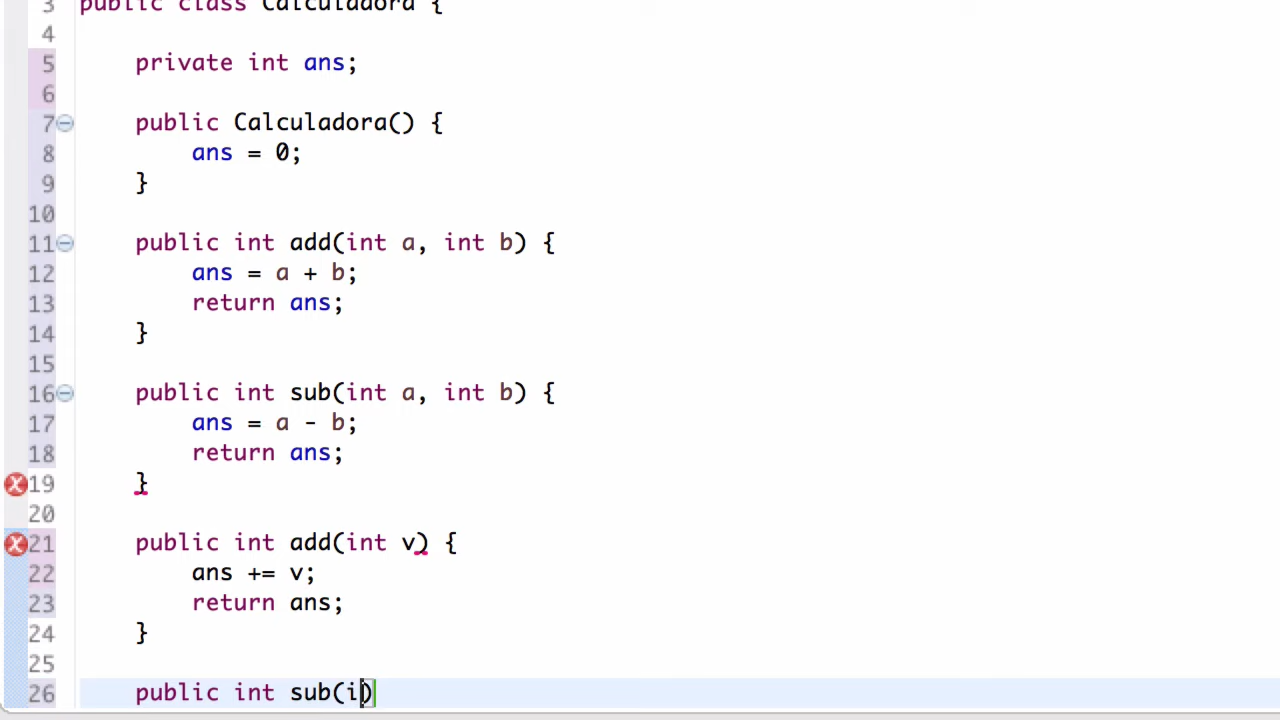 3 public class Calculadora {
4
5 private int ans;
6
7 public Calculadora() {
8 ans = 0;
9 }
10
11 public int add(int a, int b) {
12 ans = a + b;
13 return ans;
14 }
15
16 public int sub(int a, int b) {
17 ans = a - b;
18 return ans;
19 }
20
21 public int add(int v) {
22 ans += v;
23 return ans;
24 }
25
26 public int sub(i)